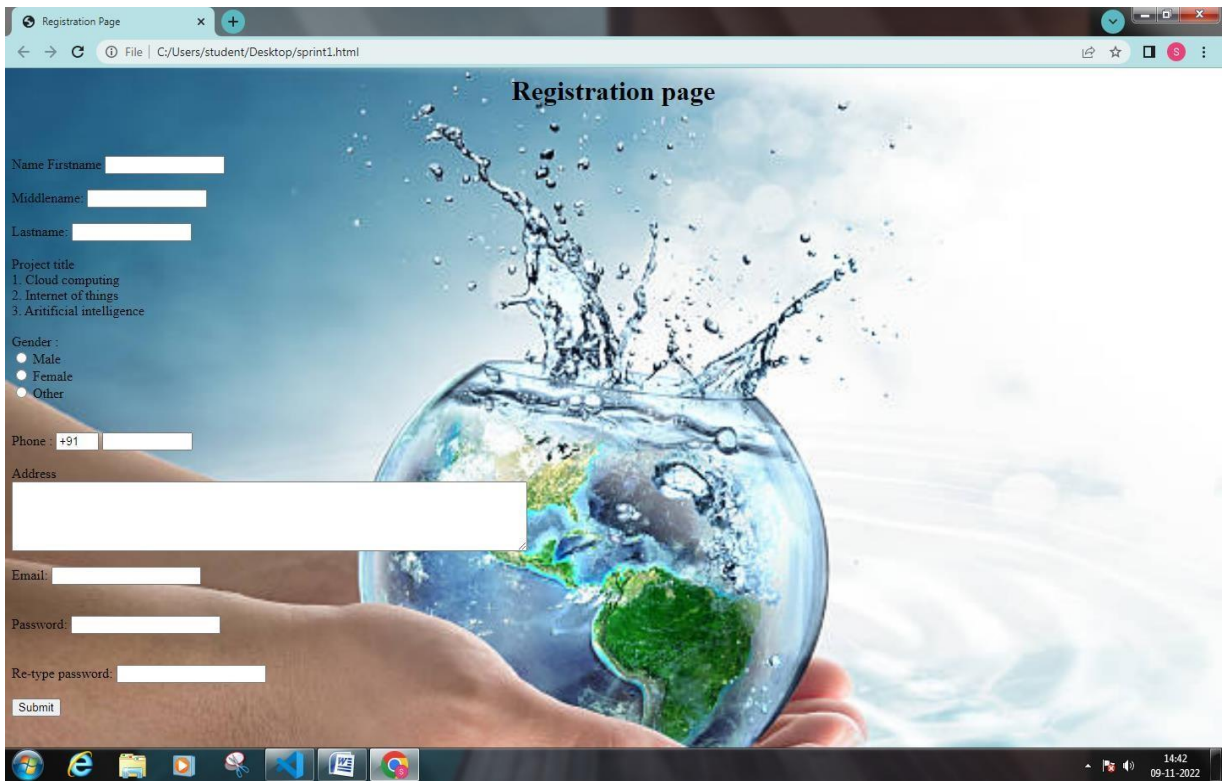 Registration Page
File | C:/Users/student/Desktop/sprint1.html
S
Registration page
Name Firstname
Middlename:
Lastname:
Project title
1. Cloud computing
2. Internet of things
3. Aritificial intelligence
Gender :
Male
Female
Other
Phone : +91
Address
Email:
Password:
Re-type password:
Submit
14:42
09-11-2022